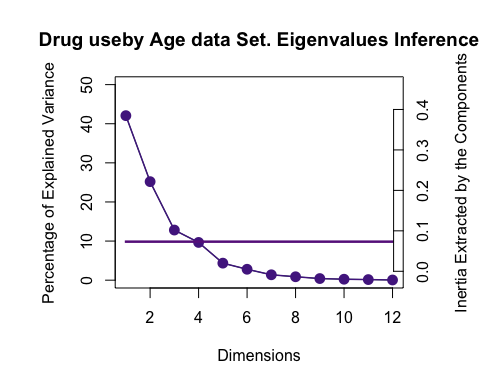 Drug useby Age data Set. Eigenvalues Inference
Percentage of Explained Variance
50
40
30
20
10
0
0.4
0.3
0.2
0.1
0.0
Inertia Extracted by the Components
2 4 6 8 10 12
Dimensions